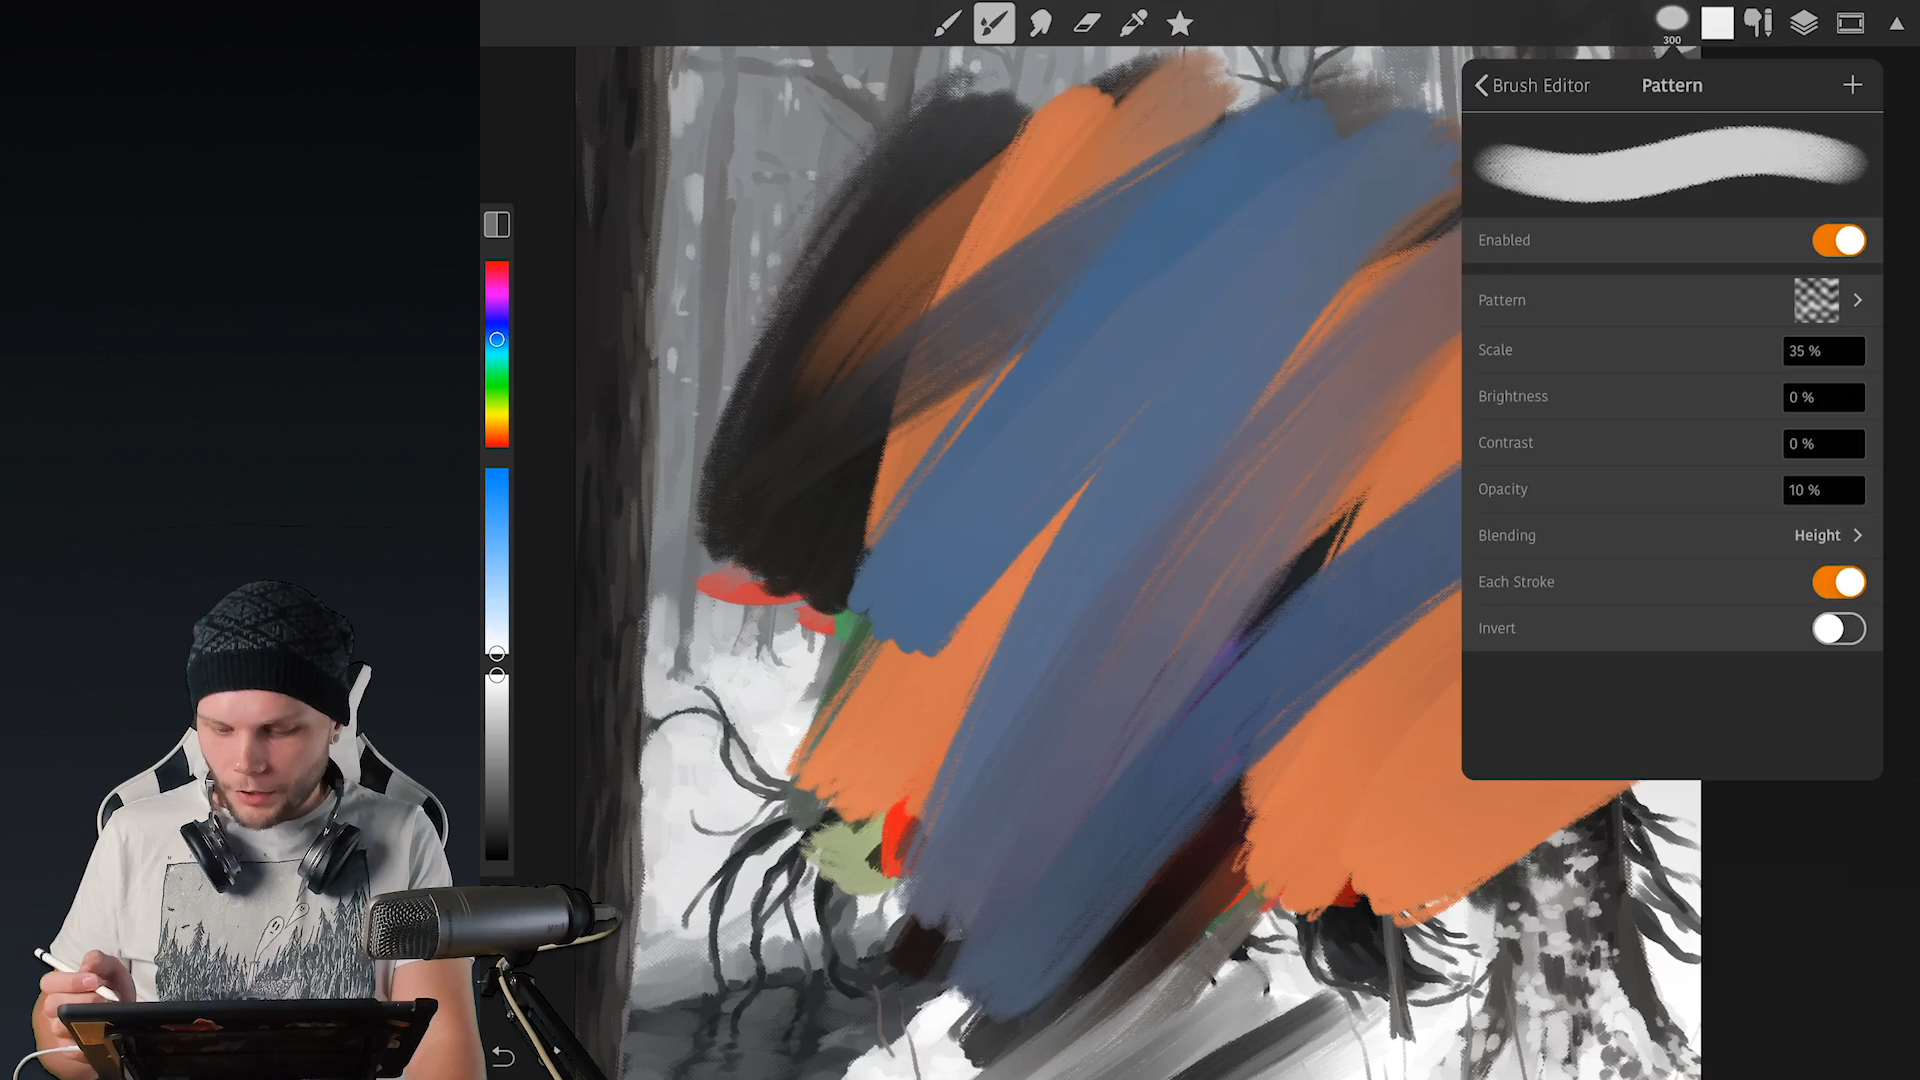 300
Brush Editor
Pattern
Enabled
Pattern
Scale
35 %
Brightness
0 %
Contrast
0 %
Opacity
10 %
Blending
Height
Each Stroke
Invert